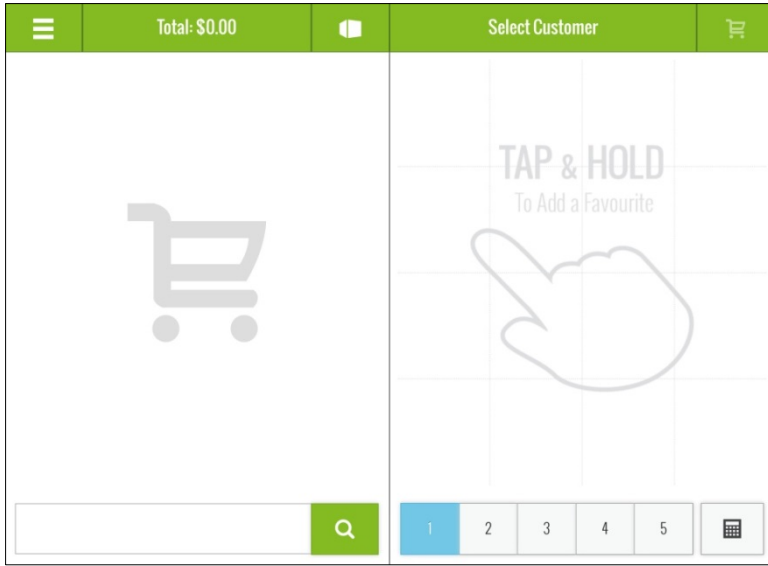 Total: $0.00
Select Customer
TAP & HOLD
To Add a Favourite
1 2 3 4 5